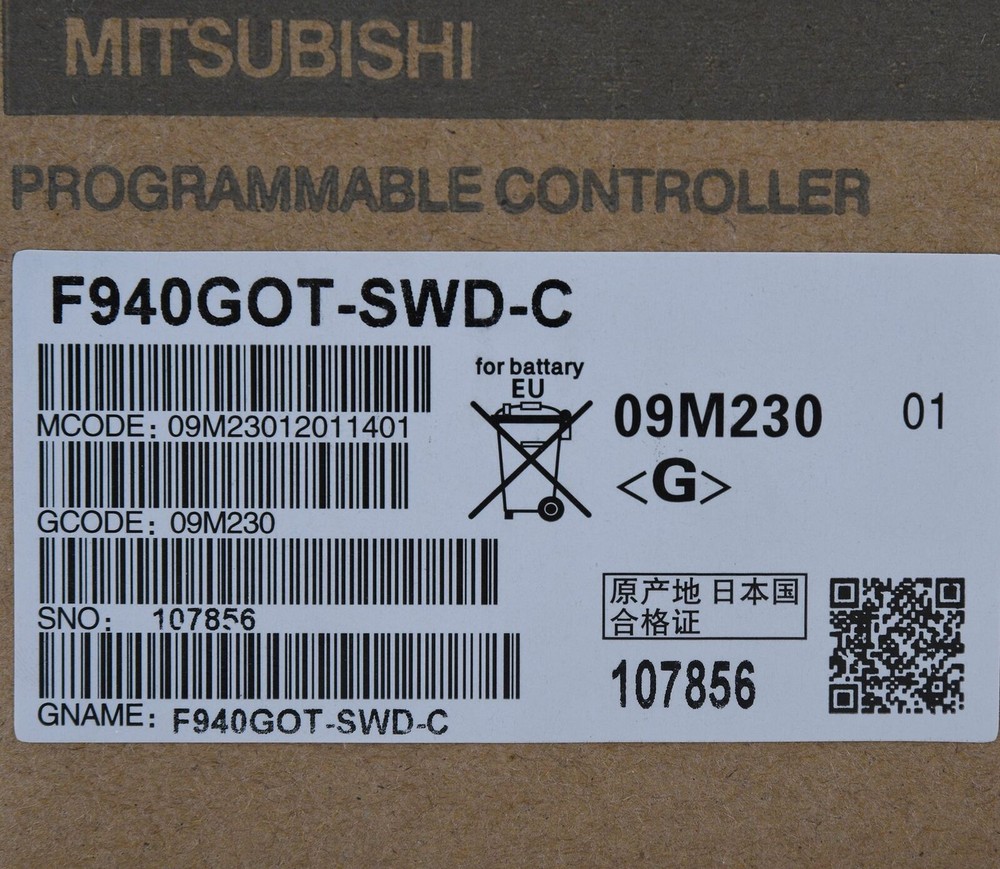 MITSUBISHI
PROGRAMMABLE CONTROLLER
F940GOT-SWD-C
for battary
EU
MCODE: 09M23012011401
09M230 01
<G>
GCODE: 09M230
SNO: 107856
原产地 日本国
合格证
107856
GNAME: F940GOT-SWD-C